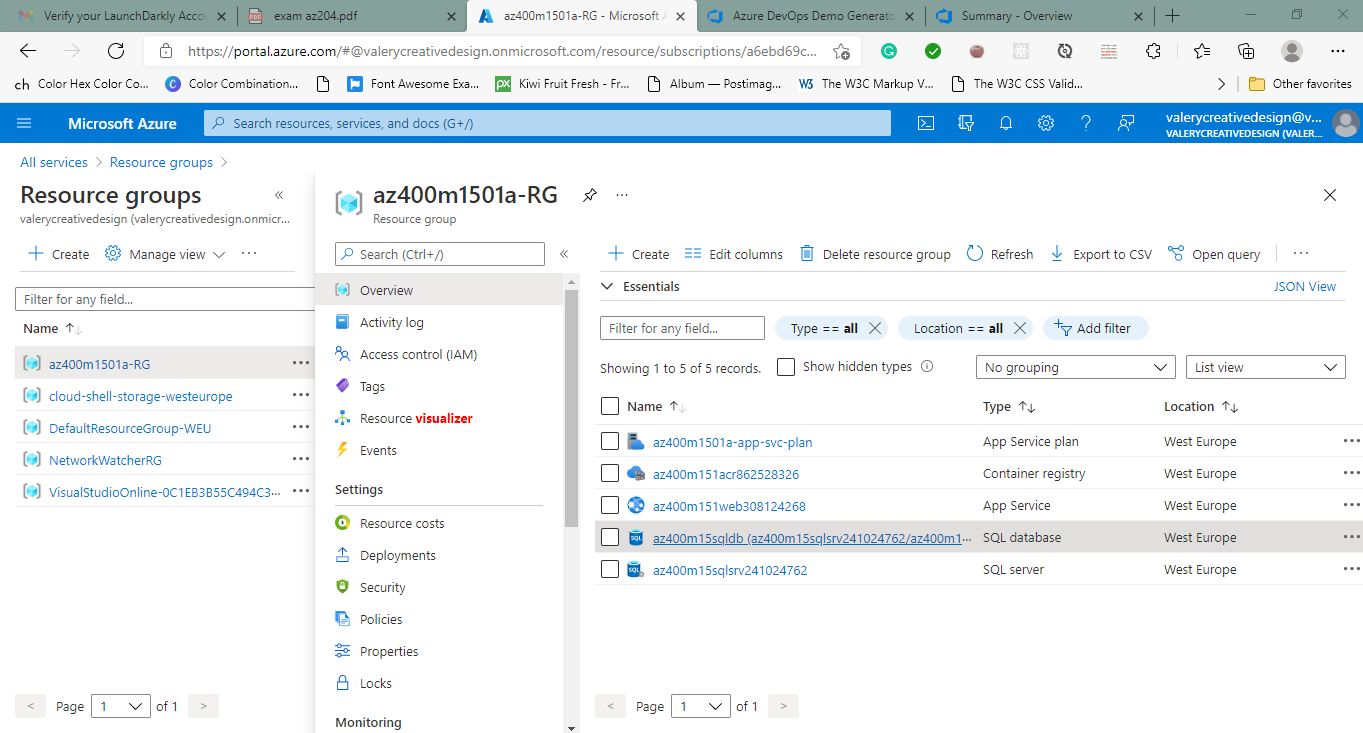 Verify your LaunchDarkly Accou
exam az204.pdf
az400m1501a-RG - Microsoft A
Azure DevOps Demo Generato
Summary - Overview
https://portal.azure.com/#@valerycreativedesign.onmicrosoft.com/resource/subscriptions/a6ebd69c...
ch Color Hex Color Co...
Color Combination...
Font Awesome Exa...
px Kiwi Fruit Fresh - Fr...
Album — Postimag...
W3 The W3C Markup V...
The W3C CSS Valid...
Other favorites
Microsoft Azure
Search resources, services, and docs (G+/)
valerycreativedesign@v...
VALERYCREATIVEDESIGN (VALER...
All services > Resource groups >
Resource groups
valerycreativedesign (valerycreativedesign.onmicr...
Create
Manage view
...
Filter for any field...
Name
az400m1501a-RG
cloud-shell-storage-westeurope
DefaultResourceGroup-WEU
NetworkWatcherRG
VisualStudioOnline-0C1EB3B55C494C3...
< Page 1 of 1 >
az400m1501a-RG
Resource group
Search (Ctrl+/)
Overview
Activity log
Access control (IAM)
Tags
Resource visualizer
Events
Settings
Resource costs
Deployments
Security
Policies
Properties
Locks
Monitoring
Create
Edit columns
Delete resource group
Refresh
Export to CSV
Open query
...
Essentials
JSON View
Filter for any field...
Type == all
Location == all
Add filter
Showing 1 to 5 of 5 records.
Show hidden types
No grouping
List view
Name Type Location
az400m1501a-app-svc-plan App Service plan West Europe
az400m151acr862528326 Container registry West Europe
az400m151web308124268 App Service West Europe
SQL az400m15sqldb (az400m15sqlsrv241024762/az400m1... SQL database West Europe
SQL az400m15sqlsrv241024762 SQL server West Europe
< Page 1 of 1 >